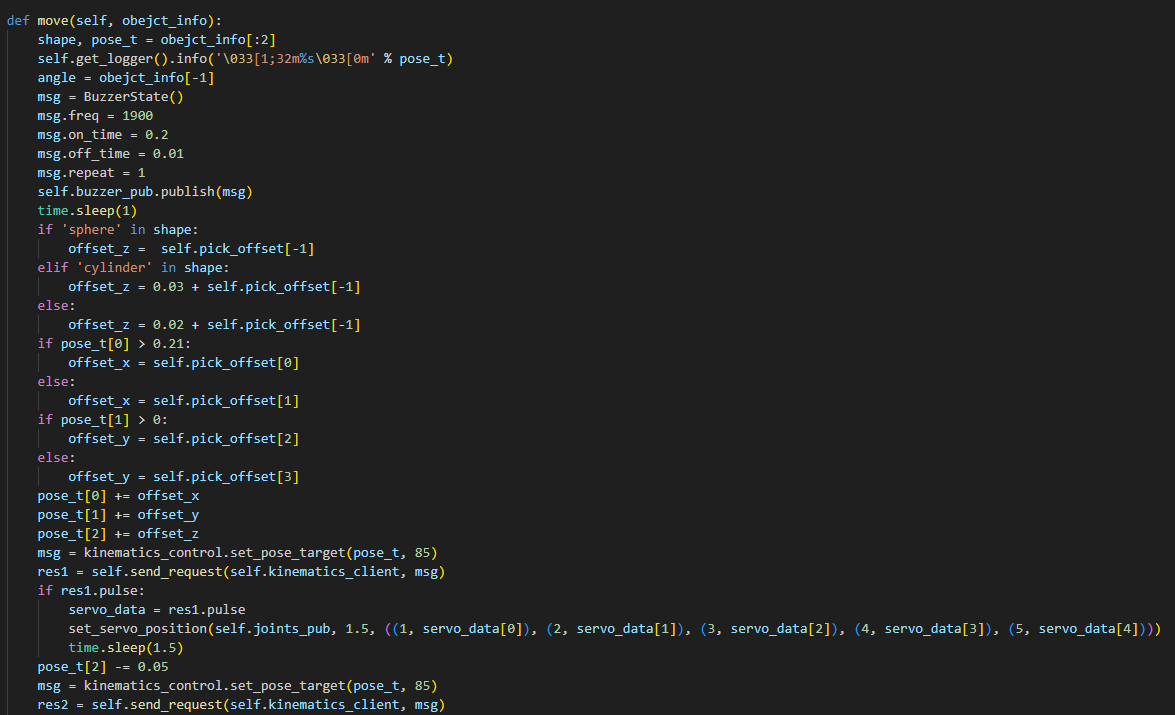 def move(self, obejct_info):
    shape, pose_t = obejct_info[:2]
    self.get_logger().info('\033[1;32m%s\033[0m' % pose_t)
    angle = obejct_info[-1]
    msg = BuzzerState()
    msg.freq = 1900
    msg.on_time = 0.2
    msg.off_time = 0.01
    msg.repeat = 1
    self.buzzer_pub.publish(msg)
    time.sleep(1)
    if 'sphere' in shape:
        offset_z =  self.pick_offset[-1]
    elif 'cylinder' in shape:
        offset_z = 0.03 + self.pick_offset[-1]
    else:
        offset_z = 0.02 + self.pick_offset[-1]
    if pose_t[0] > 0.21:
        offset_x = self.pick_offset[0]
    else:
        offset_x = self.pick_offset[1]
    if pose_t[1] > 0:
        offset_y = self.pick_offset[2]
    else:
        offset_y = self.pick_offset[3]
    pose_t[0] += offset_x
    pose_t[1] += offset_y
    pose_t[2] += offset_z
    msg = kinematics_control.set_pose_target(pose_t, 85)
    res1 = self.send_request(self.kinematics_client, msg)
    if res1.pulse:
        servo_data = res1.pulse
        set_servo_position(self.joints_pub, 1.5, ((1, servo_data[0]), (2, servo_data[1]), (3, servo_data[2]), (4, servo_data[3]), (5, servo_data[4])))
        time.sleep(1.5)
    pose_t[2] -= 0.05
    msg = kinematics_control.set_pose_target(pose_t, 85)
    res2 = self.send_request(self.kinematics_client, msg)